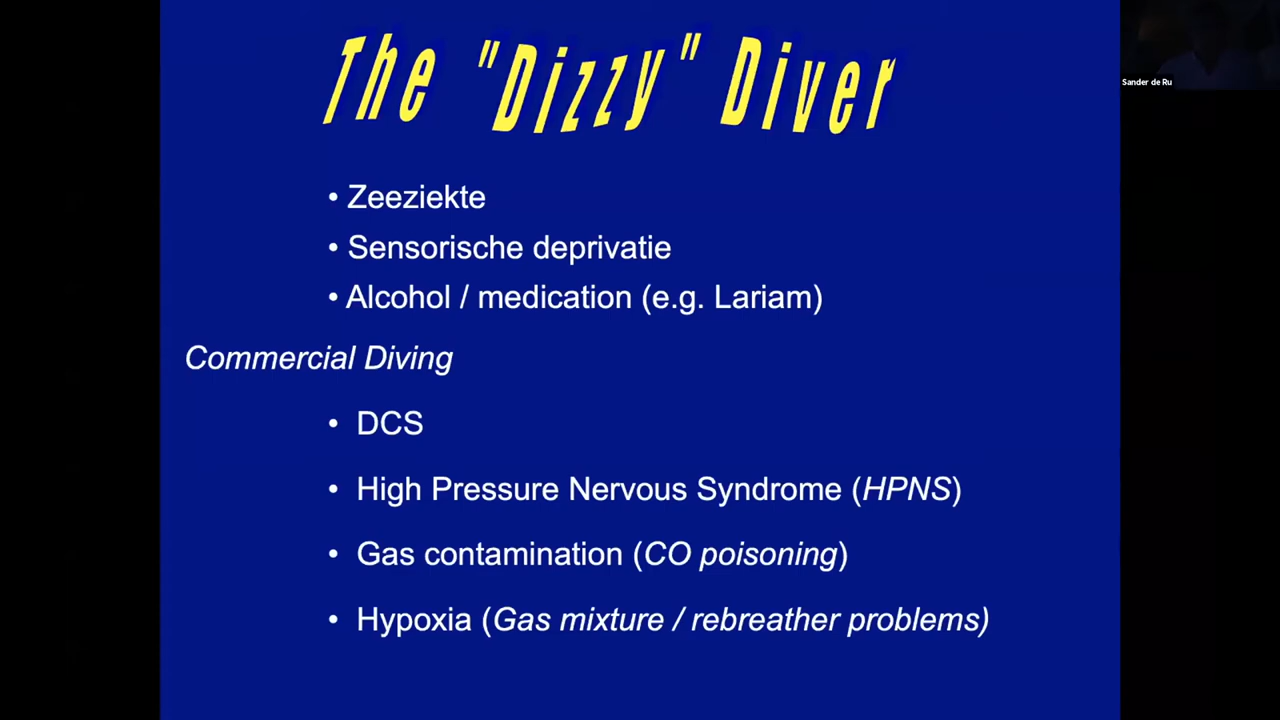 The "Dizzy" Diver
Sander de Ru
• Zeeziekte
• Sensorische deprivatie
• Alcohol / medication (e.g. Lariam)
Commercial Diving
• DCS
• High Pressure Nervous Syndrome (HPNS)
• Gas contamination (CO poisoning)
• Hypoxia (Gas mixture / rebreather problems)